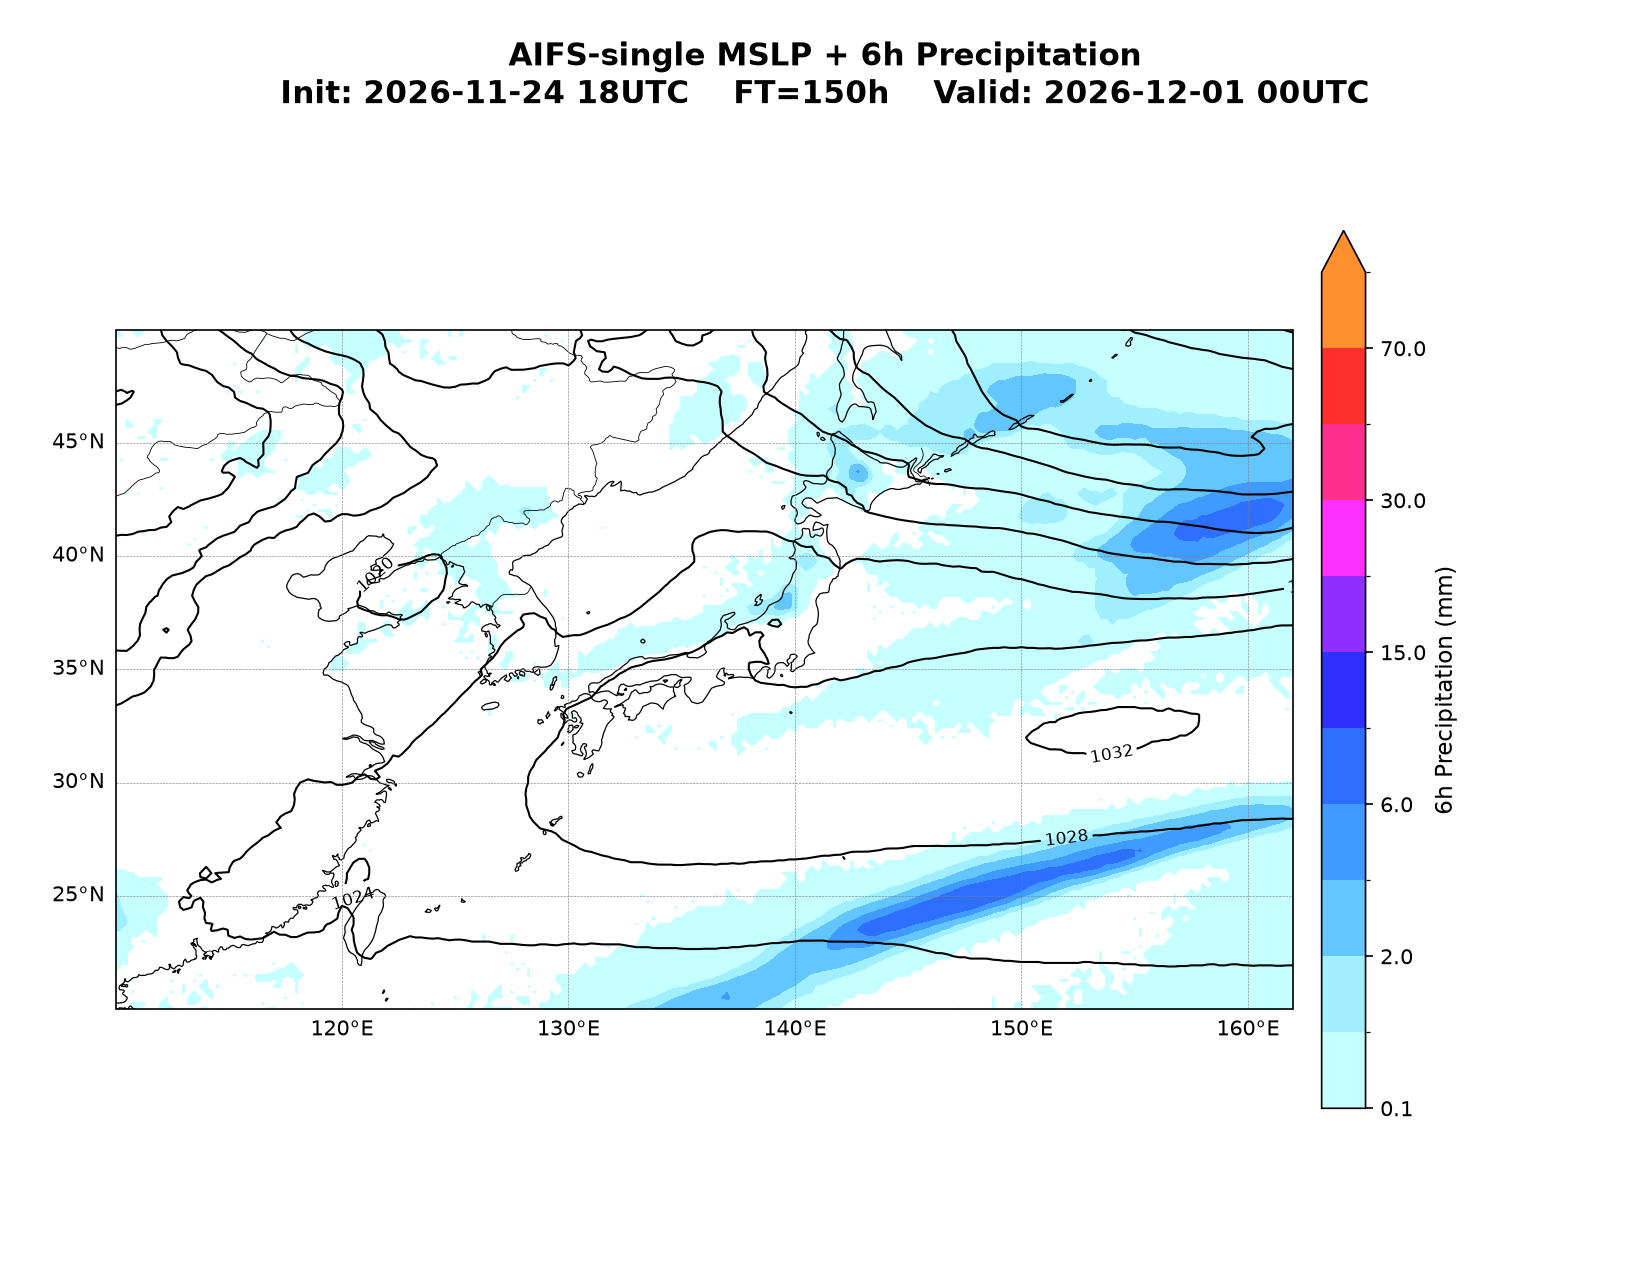 AIFS-single MSLP + 6h Precipitation
Init: 2026-11-24 18UTC    FT=150h    Valid: 2026-12-01 00UTC
70.0
30.0
15.0
6.0
2.0
0.1
6h Precipitation (mm)
45°N
40°N
35°N
30°N
25°N
120°E
130°E
140°E
150°E
160°E
1020
1032
1028
1024